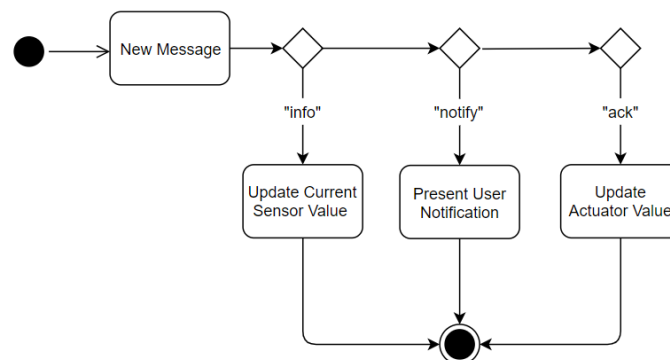 New Message
"info"
"notify"
"ack"
Update Current
Sensor Value
Present User
Notification
Update
Actuator Value